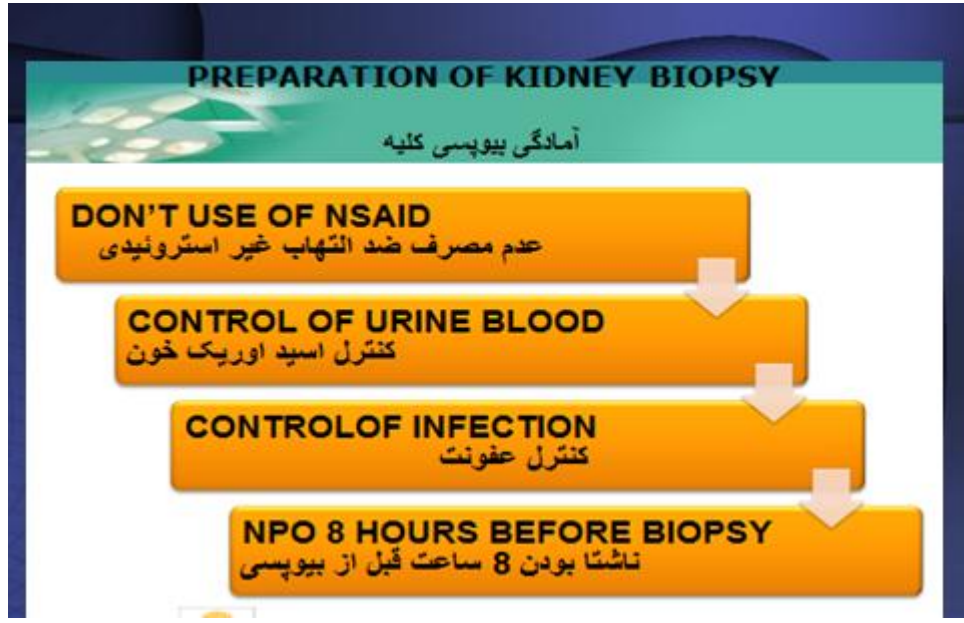 PREPARATION OF KIDNEY BIOPSY
آمادگی بیوپسی کلیه
DON'T USE OF NSAID
عدم مصرف ضد التهاب غیر استروئیدی
CONTROL OF URINE BLOOD
کنترل اسید اوریک خون
CONTROLOF INFECTION
کنترل عفونت
NPO 8 HOURS BEFORE BIOPSY
ناشتا بودن 8 ساعت قبل از بیوپسی